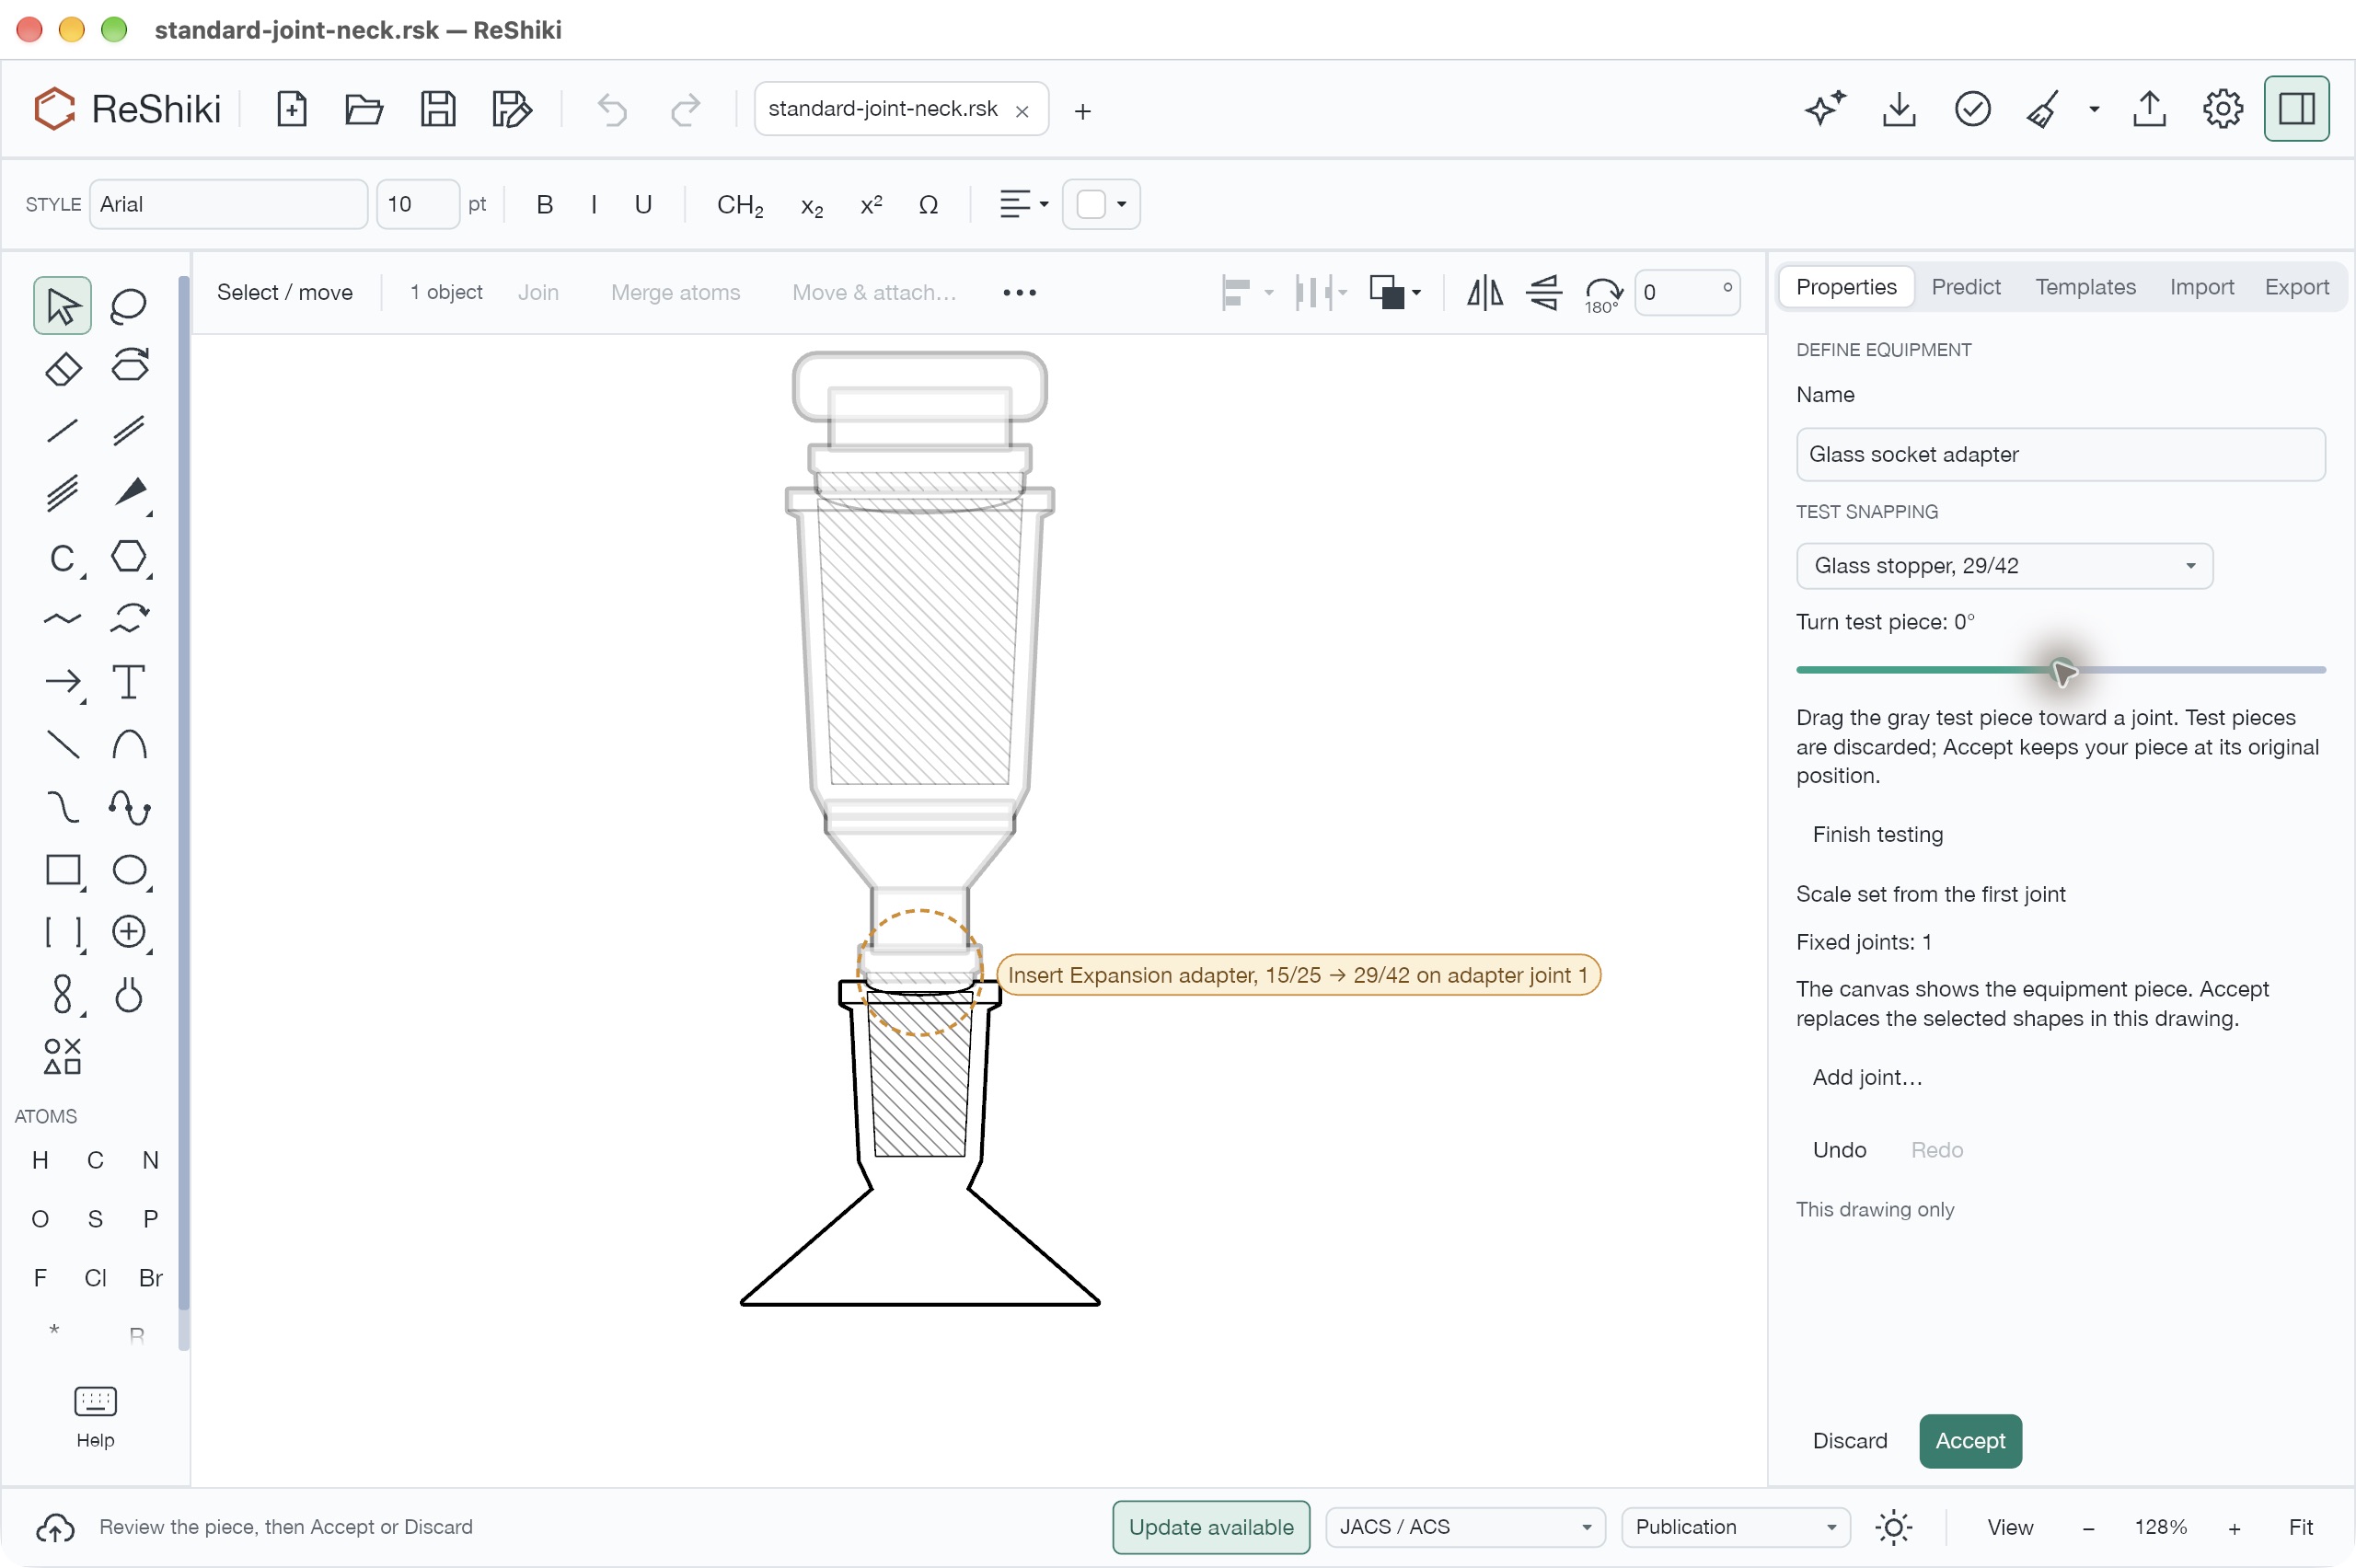 standard-joint-neck.rsk — ReShiki
ReShiki
standard-joint-neck.rsk
STYLE
Arial
10
pt
B
I
U
CH₂
x₂
x²
Ω
Select / move
1 object
Join
Merge atoms
Move & attach...
180°
0
°
Properties
Predict
Templates
Import
Export
C
T
DEFINE EQUIPMENT
Name
Glass socket adapter
TEST SNAPPING
Glass stopper, 29/42
Turn test piece: 0°
Drag the gray test piece toward a joint. Test pieces
are discarded; Accept keeps your piece at its original
position.
Finish testing
Scale set from the first joint
Fixed joints: 1
The canvas shows the equipment piece. Accept
replaces the selected shapes in this drawing.
Add joint...
Undo
Redo
This drawing only
Discard
Accept
Insert Expansion adapter, 15/25 → 29/42 on adapter joint 1
ATOMS
H C N
O S P
F Cl Br
* R
Help
Review the piece, then Accept or Discard
Update available
JACS / ACS
Publication
View
−
128%
+
Fit